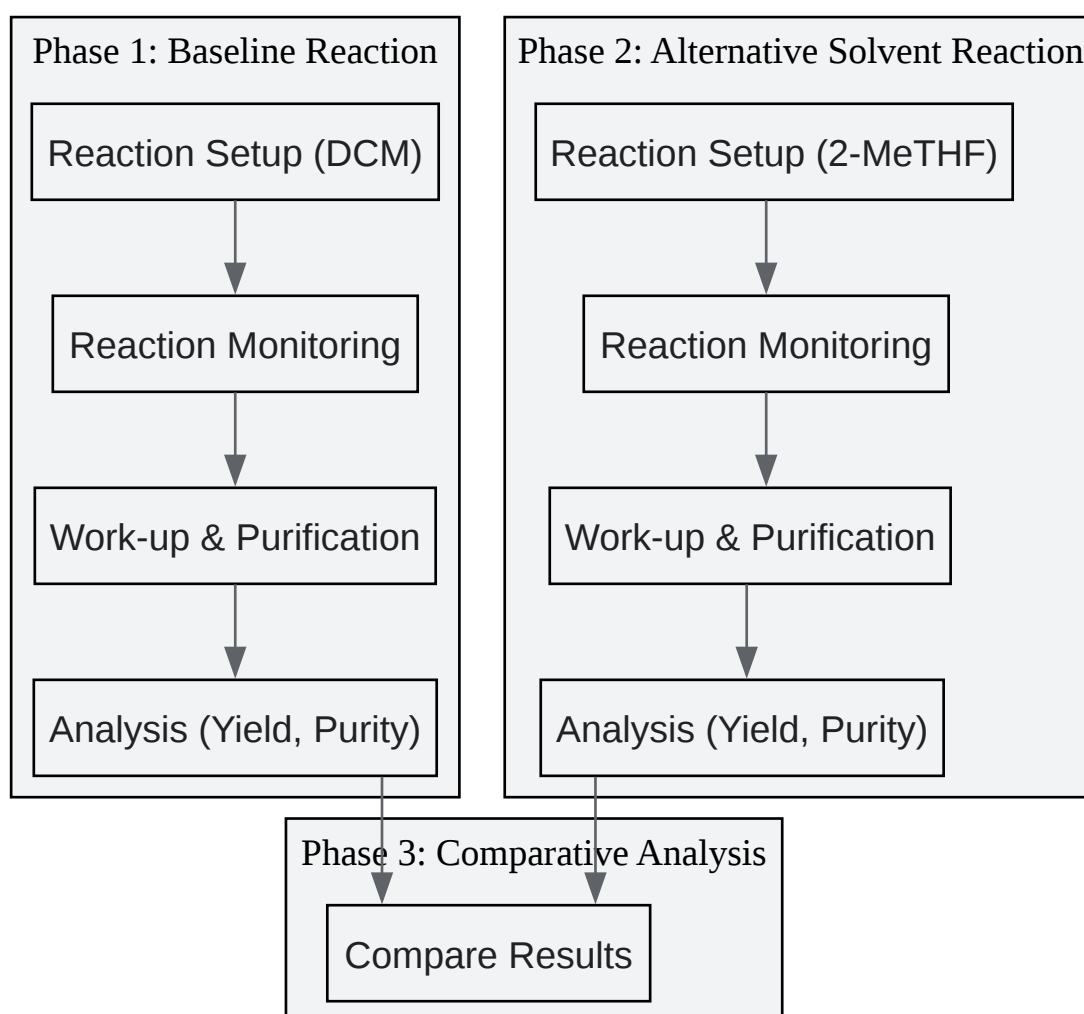 Phase 1: Baseline Reaction
Reaction Setup (DCM)
Reaction Monitoring
Work-up & Purification
Analysis (Yield, Purity)
Phase 2: Alternative Solvent Reaction
Reaction Setup (2-MeTHF)
Reaction Monitoring
Work-up & Purification
Analysis (Yield, Purity)
Phase 3: Comparative Analysis
Compare Results